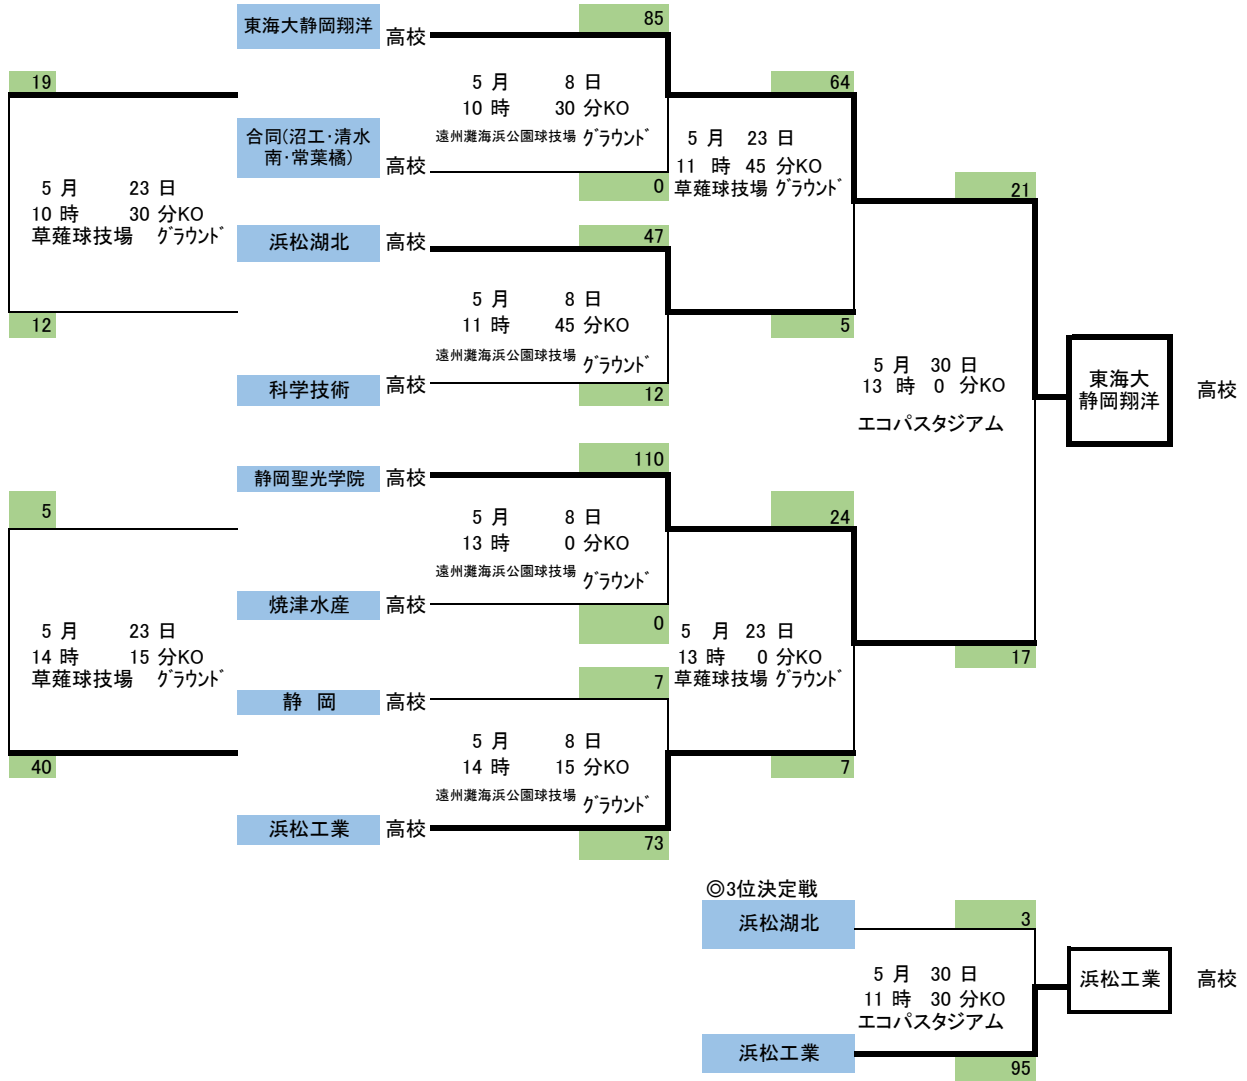 東海大静岡翔洋
高校
85
5 月 8 日
10 時 30 分KO
遠州灘海浜公園球技場 グラウンド
合同(沼工・清水
南・常葉橘)
高校
0
19
5 月 23 日
10 時 30 分KO
草薙球技場 グラウンド
12
64
5 月 23 日
11 時 45 分KO
草薙球技場 グラウンド
5
浜松湖北
高校
47
5 月 8 日
11 時 45 分KO
遠州灘海浜公園球技場 グラウンド
科学技術
高校
12
21
5 月 30 日
13 時 0 分KO
エコパスタジアム
17
東海大
静岡翔洋
高校
静岡聖光学院
高校
110
5 月 8 日
13 時 0 分KO
遠州灘海浜公園球技場 グラウンド
焼津水産
高校
0
5
5 月 23 日
14 時 15 分KO
草薙球技場 グラウンド
40
24
5 月 23 日
13 時 0 分KO
草薙球技場 グラウンド
7
静 岡
高校
7
5 月 8 日
14 時 15 分KO
遠州灘海浜公園球技場 グラウンド
浜松工業
高校
73
◎3位決定戦
浜松湖北
3
5 月 30 日
11 時 30 分KO
エコパスタジアム
浜松工業
95
浜松工業
高校